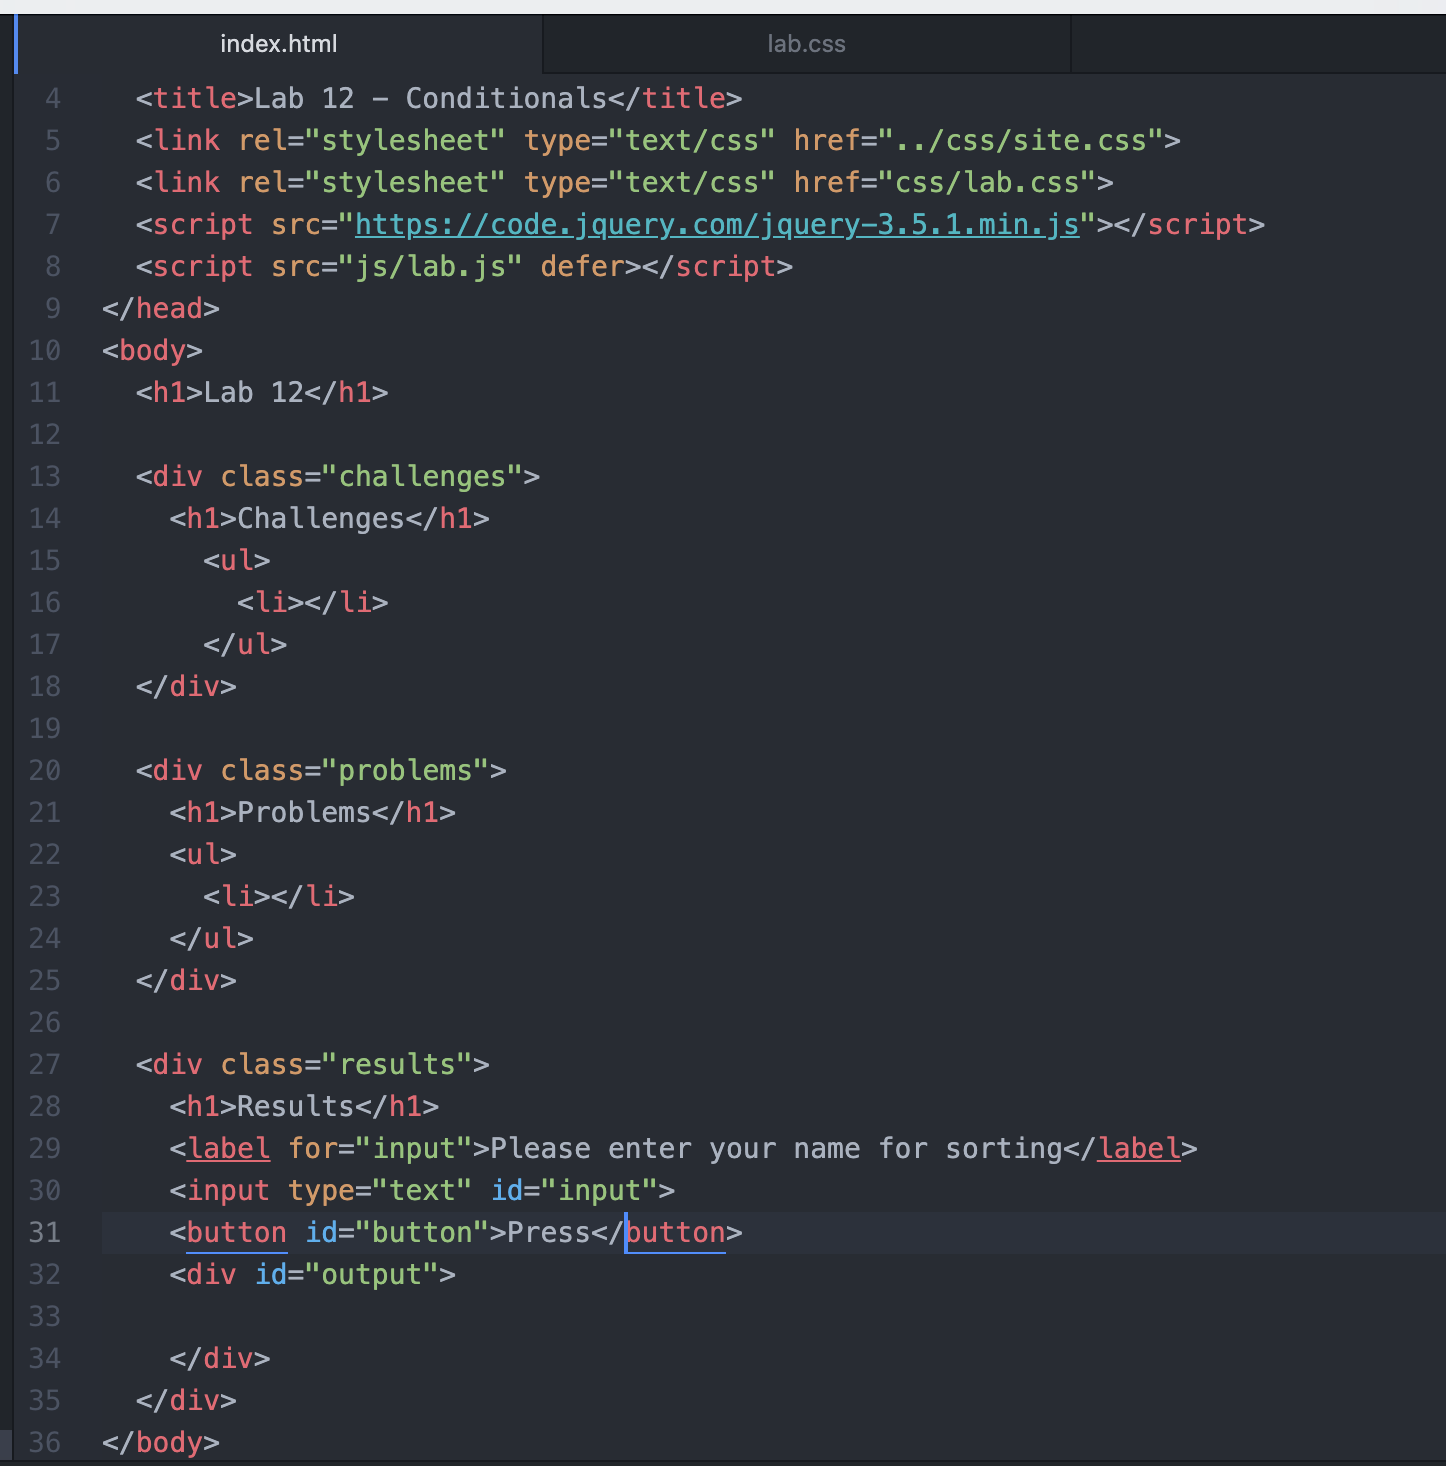 index.html lab.css
4 <title>Lab 12 – Conditionals</title>
5 <link rel="stylesheet" type="text/css" href="../css/site.css">
6 <link rel="stylesheet" type="text/css" href="css/lab.css">
7 <script src="https://code.jquery.com/jquery-3.5.1.min.js"></script>
8 <script src="js/lab.js" defer></script>
9 </head>
10 <body>
11 <h1>Lab 12</h1>
12
13 <div class="challenges">
14 <h1>Challenges</h1>
15 <ul>
16 <li></li>
17 </ul>
18 </div>
19
20 <div class="problems">
21 <h1>Problems</h1>
22 <ul>
23 <li></li>
24 </ul>
25 </div>
26
27 <div class="results">
28 <h1>Results</h1>
29 <label for="input">Please enter your name for sorting</label>
30 <input type="text" id="input">
31 <button id="button">Press</button>
32 <div id="output">
33
34 </div>
35 </div>
36 </body>